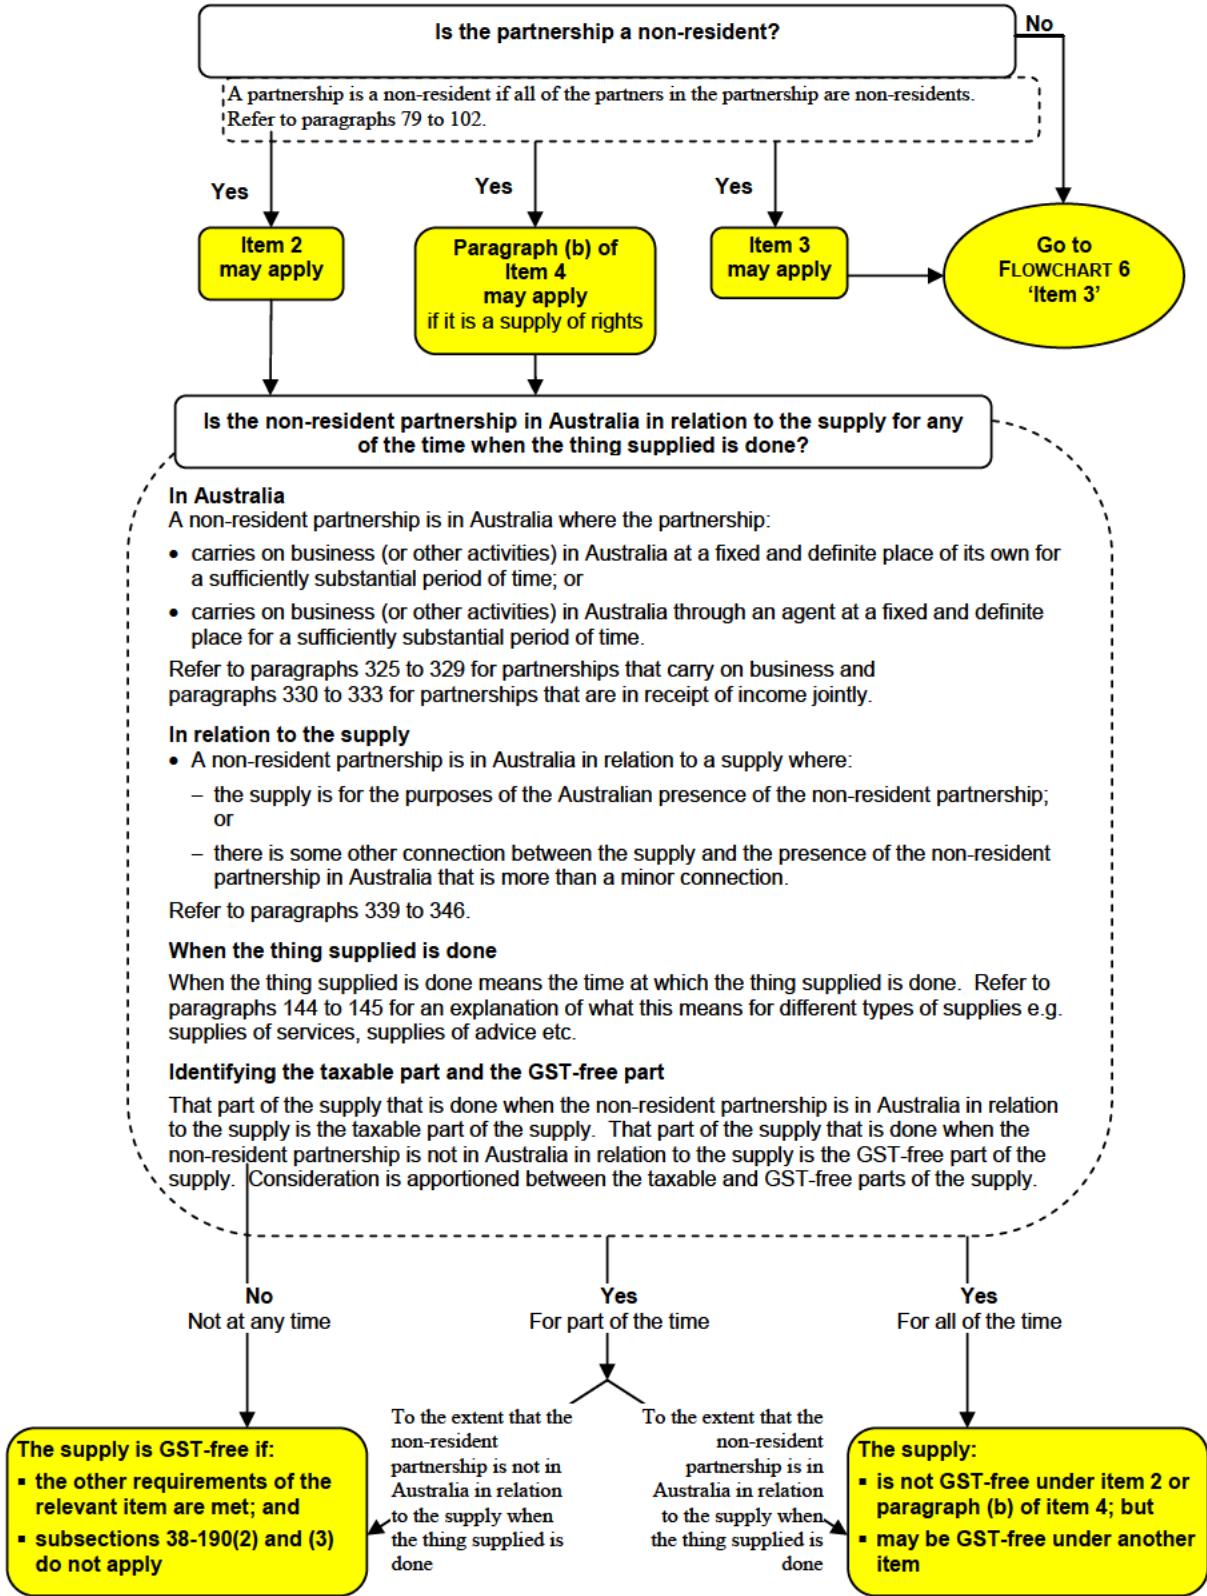 Is the partnership a non-resident?
No
A partnership is a non-resident if all of the partners in the partnership are non-residents.
Refer to paragraphs 79 to 102.
Yes
Yes
Yes
Item 2
may apply
Paragraph (b) of
Item 4
may apply
if it is a supply of rights
Item 3
may apply
Go to
FLOWCHART 6
‘Item 3’
Is the non-resident partnership in Australia in relation to the supply for any
of the time when the thing supplied is done?
In Australia
A non-resident partnership is in Australia where the partnership:
• carries on business (or other activities) in Australia at a fixed and definite place of its own for
a sufficiently substantial period of time; or
• carries on business (or other activities) in Australia through an agent at a fixed and definite
place for a sufficiently substantial period of time.
Refer to paragraphs 325 to 329 for partnerships that carry on business and
paragraphs 330 to 333 for partnerships that are in receipt of income jointly.
In relation to the supply
• A non-resident partnership is in Australia in relation to a supply where:
– the supply is for the purposes of the Australian presence of the non-resident partnership;
or
– there is some other connection between the supply and the presence of the non-resident
partnership in Australia that is more than a minor connection.
Refer to paragraphs 339 to 346.
When the thing supplied is done
When the thing supplied is done means the time at which the thing supplied is done. Refer to
paragraphs 144 to 145 for an explanation of what this means for different types of supplies e.g.
supplies of services, supplies of advice etc.
Identifying the taxable part and the GST-free part
That part of the supply that is done when the non-resident partnership is in Australia in relation
to the supply is the taxable part of the supply. That part of the supply that is done when the
non-resident partnership is not in Australia in relation to the supply is the GST-free part of the
supply. Consideration is apportioned between the taxable and GST-free parts of the supply.
No
Not at any time
Yes
For part of the time
Yes
For all of the time
The supply is GST-free if:
▪ the other requirements of the
relevant item are met; and
▪ subsections 38-190(2) and (3)
do not apply
To the extent that the
non-resident
partnership is not in
Australia in relation
to the supply when
the thing supplied is
done
To the extent that the
non-resident
partnership is in
Australia in relation
to the supply when
the thing supplied is
done
The supply:
▪ is not GST-free under item 2 or
paragraph (b) of item 4; but
▪ may be GST-free under another
item